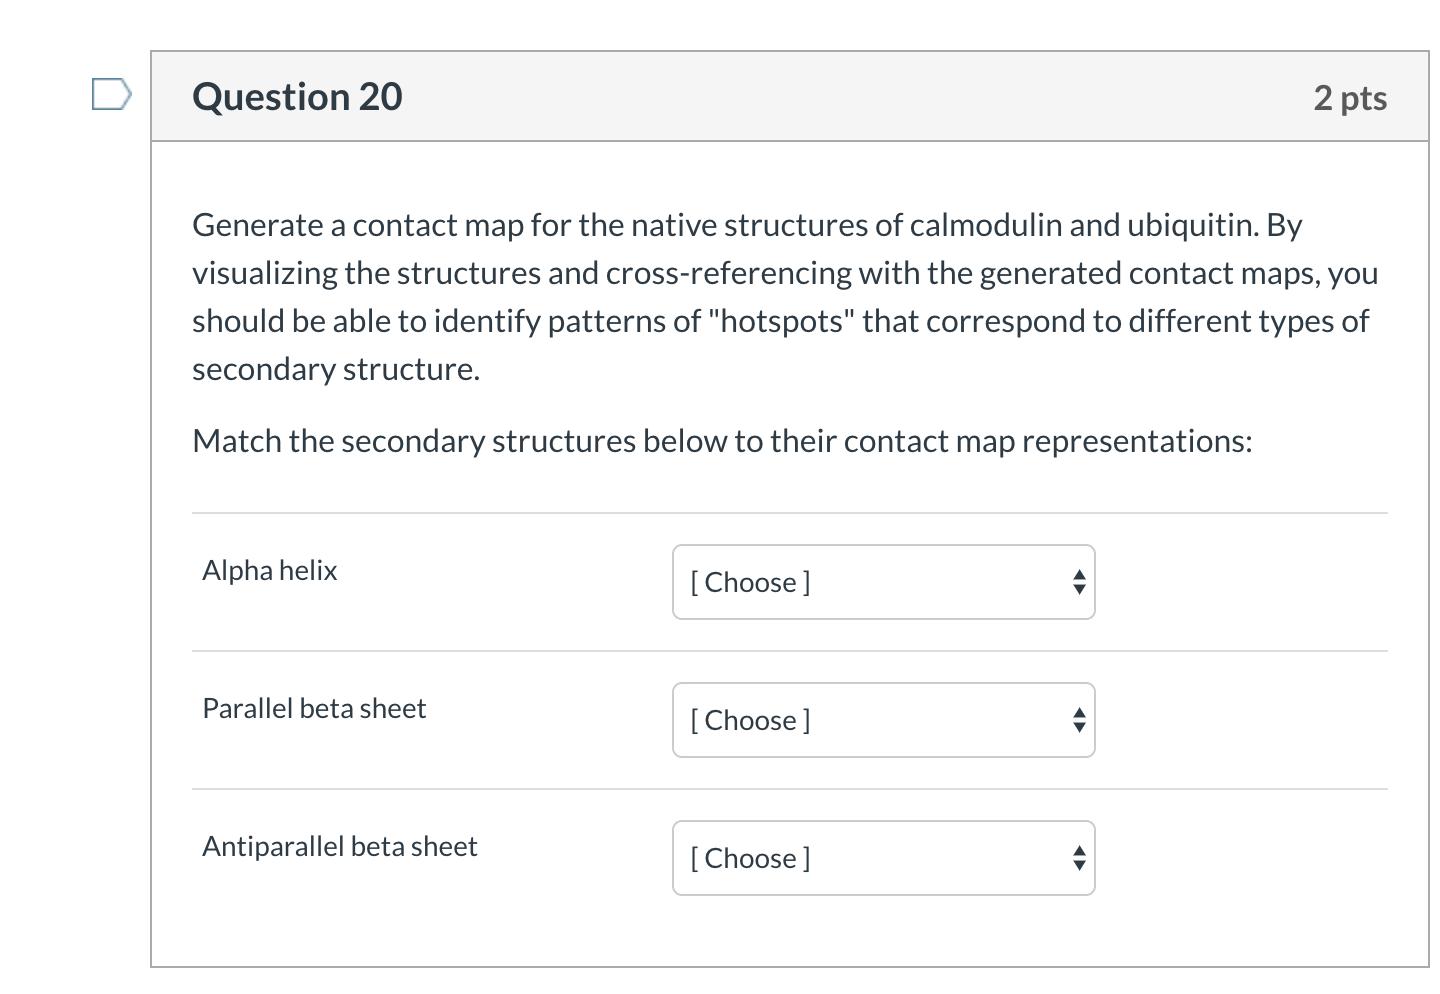 Question 20
2 pts
Generate a contact map for the native structures of calmodulin and ubiquitin. By
visualizing the structures and cross-referencing with the generated contact maps, you
should be able to identify patterns of "hotspots" that correspond to different types of
secondary structure.
Match the secondary structures below to their contact map representations:
Alpha helix
[ Choose ]
Parallel beta sheet
[ Choose ]
Antiparallel beta sheet
[ Choose ]